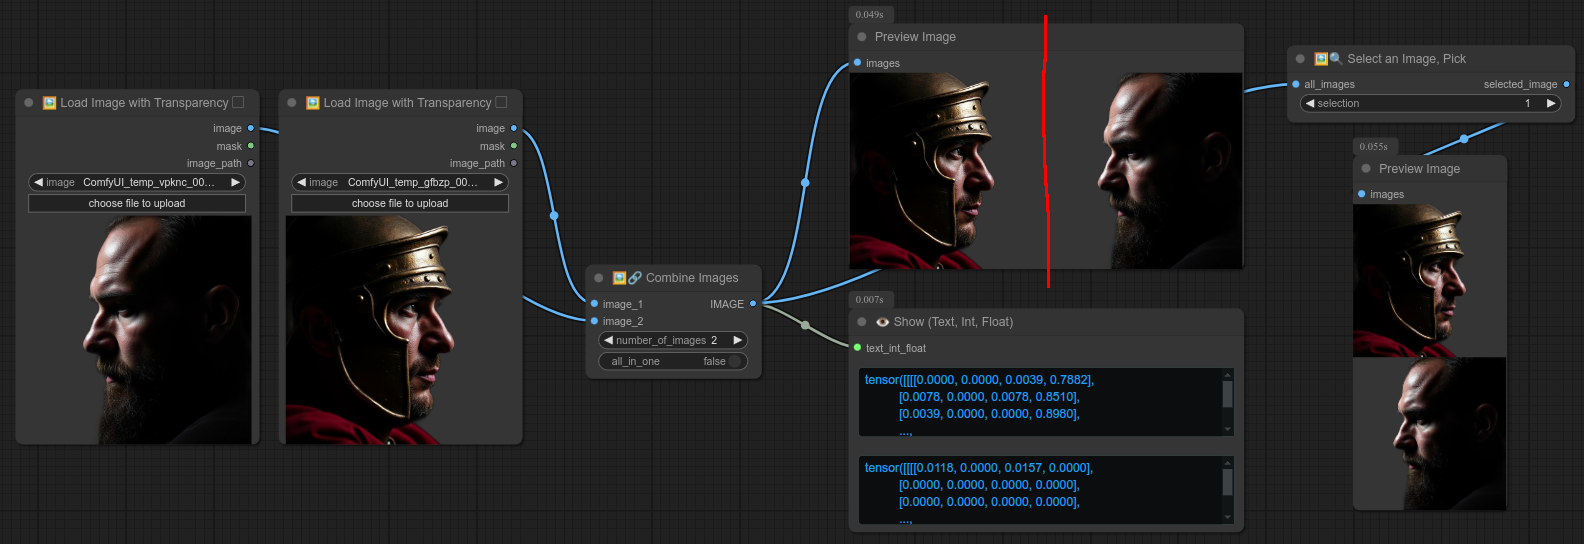 Load Image with Transparency
image
mask
image_path
image ComfyUI_temp_vpknc_00...
choose file to upload
Load Image with Transparency
image
mask
image_path
image ComfyUI_temp_gfbzp_00...
choose file to upload
Combine Images
image_1 IMAGE
image_2
number_of_images 2
all_in_one false
0.049s
Preview Image
images
0.007s
Show (Text, Int, Float)
text_int_float
tensor([[[[0.0000, 0.0000, 0.0039, 0.7882],
[0.0078, 0.0000, 0.0078, 0.8510],
[0.0039, 0.0000, 0.0000, 0.8980],
...,
tensor([[[[0.0118, 0.0000, 0.0157, 0.0000],
[0.0000, 0.0000, 0.0000, 0.0000],
[0.0000, 0.0000, 0.0000, 0.0000],
...,
Select an Image, Pick
all_images selected_image
selection 1
0.055s
Preview Image
images